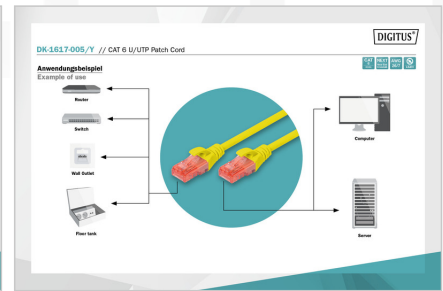 DIGITUS®
DK-1617-005/Y // CAT 6 U/UTP Patch Cord
Anwendungsbeispiel
Example of use
Router
Switch
Wall Outlet
Floor tank
Computer
Server